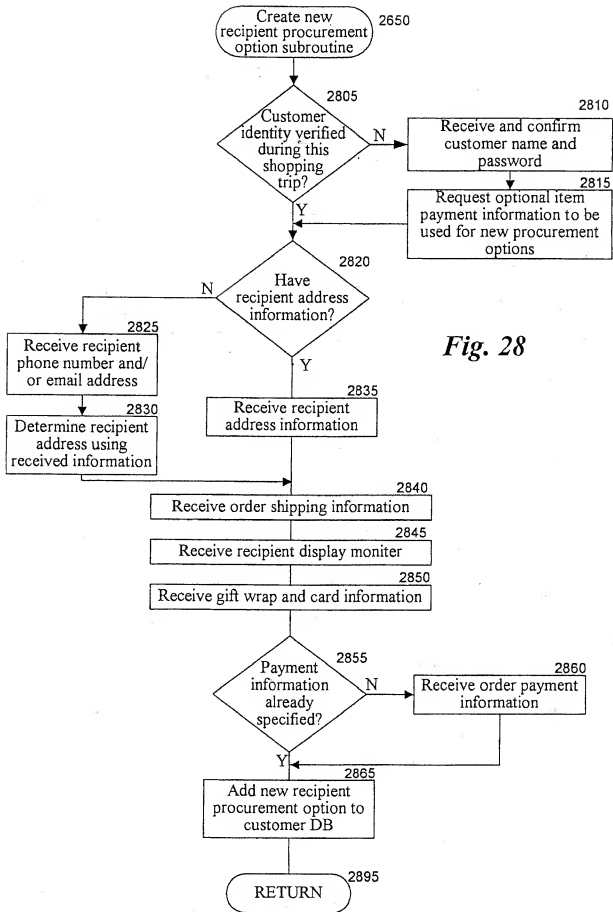 Create new
recipient procurement
option subroutine
2650
2805
Customer
identity verified
during this
shopping
trip?
N
Y
2810
Receive and confirm
customer name and
password
2815
Request optional item
payment information to be
used for new procurement
options
2820
Have
recipient address
information?
N
Y
Fig. 28
2825
Receive recipient
phone number and/
or email address
2830
Determine recipient
address using
received information
2835
Receive recipient
address information
2840
Receive order shipping information
2845
Receive recipient display moniter
2850
Receive gift wrap and card information
2855
Payment
information
already
specified?
N
Y
2860
Receive order payment
information
2865
Add new recipient
procurement option to
customer DB
2895
RETURN